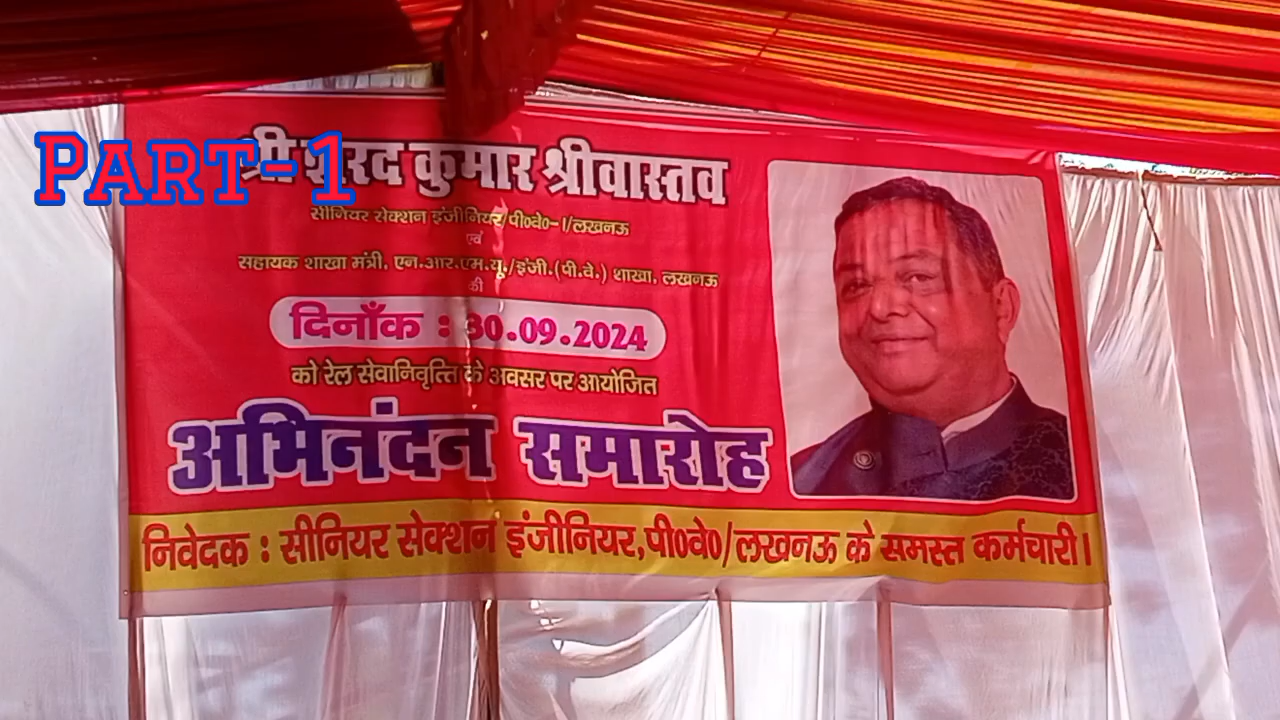 PART-1
श्री शरद कुमार श्रीवास्तव
सीनियर सेक्शन इंजीनियर/पी०वे०-I/लखनऊ
एवं
सहायक शाखा मंत्री, एन.आर.एम.यू./इंजी.(पी.वे.) शाखा, लखनऊ
की
दिनाँक : 30.09.2024
को रेल सेवानिवृत्ति के अवसर पर आयोजित
अभिनंदन समारोह
निवेदक : सीनियर सेक्शन इंजीनियर,पी०वे०/लखनऊ के समस्त कर्मचारी।